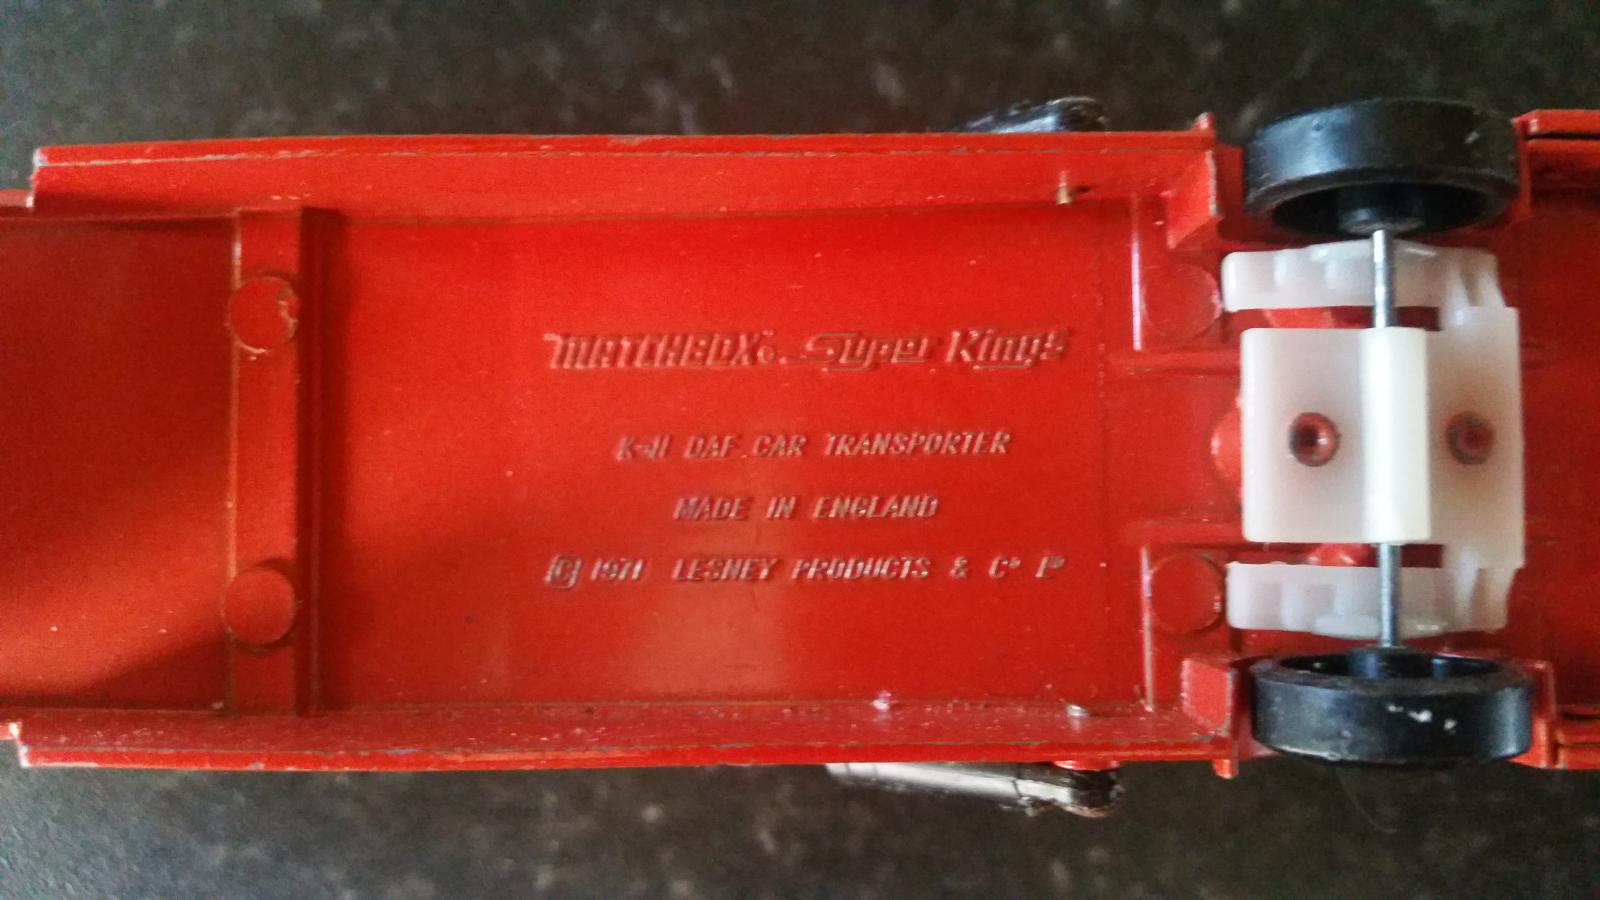 "MATCHBOX"® Super Kings
K-11 DAF CAR TRANSPORTER
MADE IN ENGLAND
© 1971 LESNEY PRODUCTS & Cº Lᵀᴰ